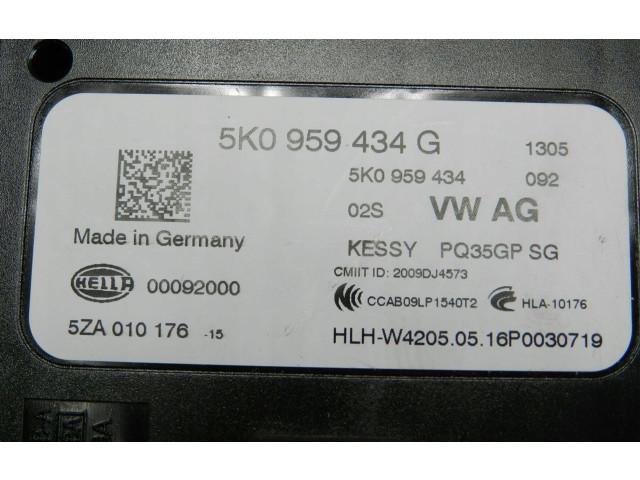 5K0 959 434 G 1305
5K0 959 434 092
02S VW AG
Made in Germany
KESSY PQ35GP SG
CMIIT ID: 2009DJ4573
HELLA 00092000
CCAB09LP1540T2 HLA-10176
5ZA 010 176 -15
HLH-W4205.05.16P0030719